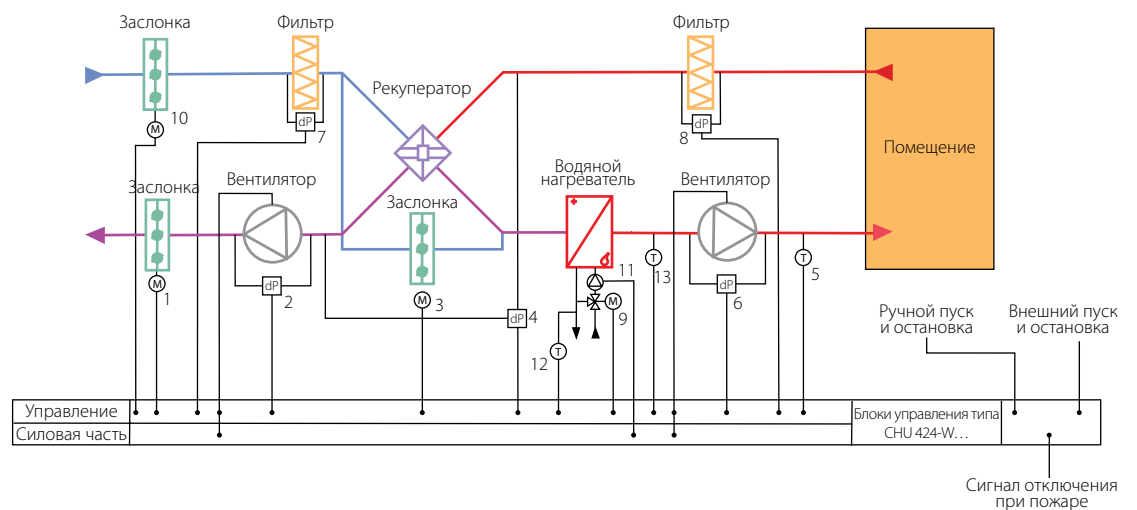 Заслонка
Фильтр
Фильтр
Рекуператор
10
M
dP
7
dP
8
Помещение
Заслонка
Вентилятор
Водяной
нагреватель
Вентилятор
Заслонка
M
1
dP
2
M
3
dP
4
11
M
9
T
12
T
13
dP
6
T
5
Ручной пуск
и остановка
Внешний пуск
и остановка
Управление
Силовая часть
Блоки управления типа
CHU 424-W...
Сигнал отключения
при пожаре